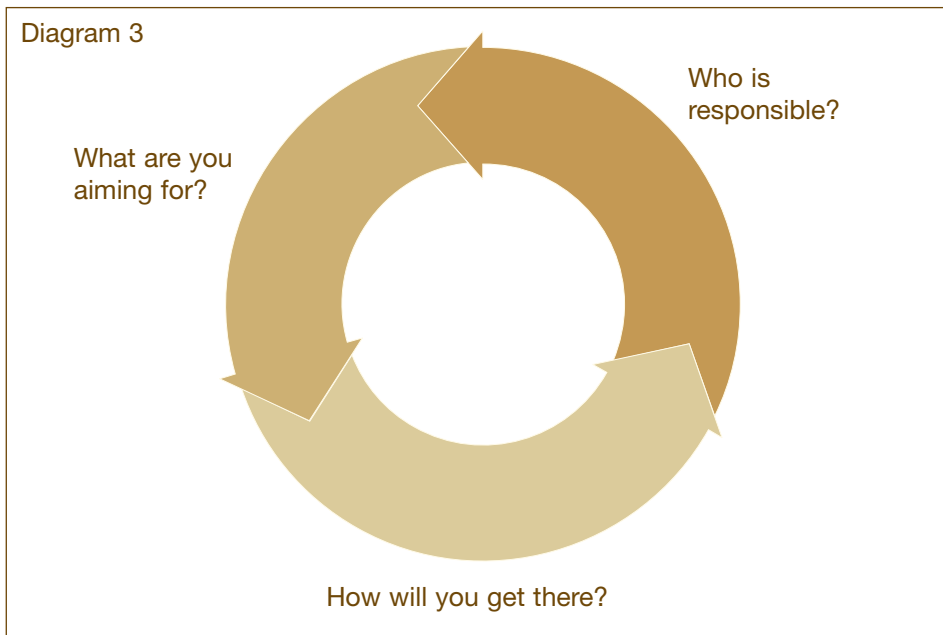 Diagram 3
Who is
responsible?
What are you
aiming for?
How will you get there?